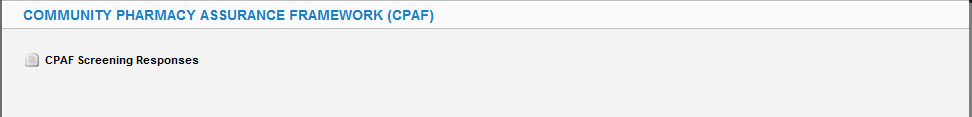 COMMUNITY PHARMACY ASSURANCE FRAMEWORK (CPAF)
CPAF Screening Responses